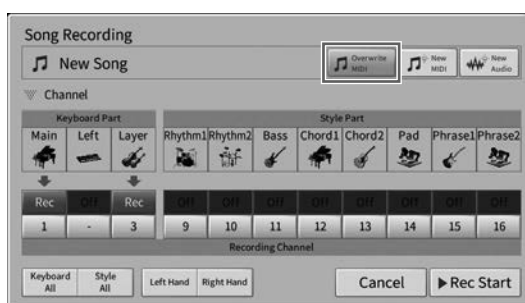 Song Recording
New Song
Overwrite MIDI
New MIDI
New Audio
Channel
Keyboard Part
Style Part
Main Left Layer Rhythm1 Rhythm2 Bass Chord1 Chord2 Pad Phrase1 Phrase2
Rec Off Rec Off Off Off Off Off Off Off Off
1 - 3 9 10 11 12 13 14 15 16
Recording Channel
Keyboard All
Style All
Left Hand
Right Hand
Cancel
Rec Start